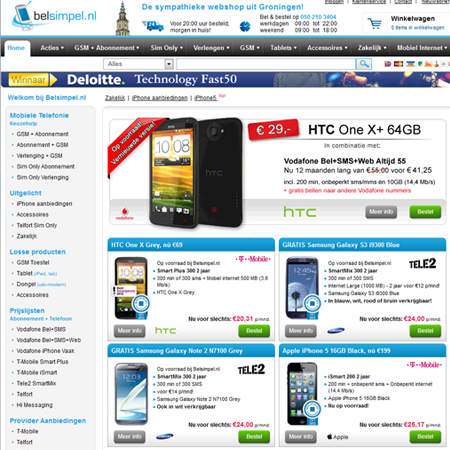 belsimpel.nl
De sympathieke webshop uit Groningen!
Inloggen | Klantenservice | Contact | Nieuwsbrief
Voor 20:00 uur besteld,
morgen in huis!
Bel & bestel op 050 210 3404
werkdagen 09:00 t/m 22:00
weekend 09:00 t/m 18:00
Winkelwagen
0 items in winkelwagen
Home
Acties
GSM + Abonnement
Sim Only
Verlengen
GSM
Tablets
Accessoires
Zakelijk
Mobiel Internet
Alles
Winnaar
Deloitte. Technology Fast50
Welkom bij Belsimpel.nl
Zakelijk | iPhone aanbiedingen | iPhone5
Mobiele Telefonie
Keuzehulp
GSM + Abonnement
Abonnement + GSM
Verlenging + GSM
Sim Only Abonnement
Sim Only Verlenging
Uitgelicht
iPhone aanbiedingen
Accessoires
Telfort Sim Only
Zakelijk
Losse producten
GSM Toestel
Tablet (iPad, tab)
Dongel (usb-modem)
Accessoires
Prijslijsten
Abonnement + Telefoon
Vodafone Bel+SMS
Vodafone Bel+SMS+Web
Vodafone iPhone Vaak
T-Mobile Smart Plus
T-Mobile iSmart
Tele2 SmartMix
Telfort
Hi Messaging
Provider Aanbiedingen
T-Mobile
Telfort
Op voorraad!
Vernieuwde versie!
€ 29,-
HTC One X+ 64GB
in combinatie met:
Vodafone Bel+SMS+Web Altijd 55
Nu 12 maanden lang van €55,00 voor € 41,25
incl. 200 min, onbeperkt sms/mms en 10GB (14,4 Mb/s)
+ gratis bellen naar andere Vodafone nummers
vodafone
hTC
Meer info
Bestel
HTC One X Grey, nú €69
T··Mobile·
Op voorraad bij Belsimpel.nl
Smart Plus 300 2 jaar
300 min of 300 sms + Mobiel internet 500 MB (3.6 Mb/s)
HTC One X Grey
Nu voor slechts: €20,31 p/mnd.
Meer info
hTC
Bestel
GRATIS Samsung Galaxy S3 I9300 Blue
TELE2
Op voorraad bij Belsimpel.nl
SmartMix 300 2 jaar
300 min of 300 SMS
Internet Large (1000 MB) - 2 jaar voor €12 p/mnd!
Samsung Galaxy S3 I9300 Blue
In blauw, wit, rood of bruin verkrijgbaar!
Nu voor slechts: €24,00 p/mnd.
Meer info
Bestel
GRATIS Samsung Galaxy Note 2 N7100 Grey
TELE2
Op voorraad bij Belsimpel.nl
SmartMix 300 2 jaar
300 min of 300 SMS
voor €14 p/mnd!
Samsung Galaxy Note 2 N7100 Grey
Ook in wit verkrijgbaar!
Nu voor slechts: €24,00 p/mnd.
Meer info
Bestel
Apple iPhone 5 16GB Black, nú €199
T··Mobile·
iSmart 200 2 jaar
200 min + onbeperkt sms + Onbeperkt internet (14.4 Mb/s)
Apple iPhone 5 16GB Black
Nu op voorraad!
Nu voor slechts: €25,17 p/mnd.
Meer info
Apple
Bestel